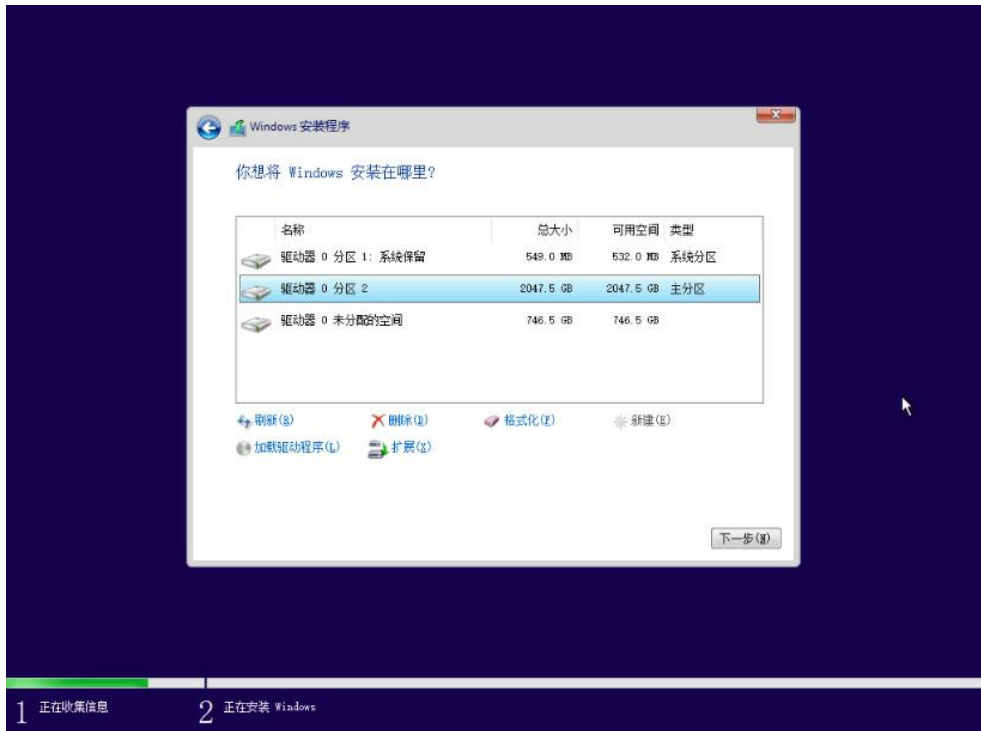 Windows 安装程序
你想将 Windows 安装在哪里?
名称 总大小 可用空间 类型
驱动器 0 分区 1: 系统保留 549.0 MB 532.0 MB 系统分区
驱动器 0 分区 2 2047.5 GB 2047.5 GB 主分区
驱动器 0 未分配的空间 746.5 GB 746.5 GB
刷新(R) 删除(D) 格式化(F) 新建(E)
加载驱动程序(L) 扩展(X)
下一步(N)
1 正在收集信息 2 正在安装 Windows